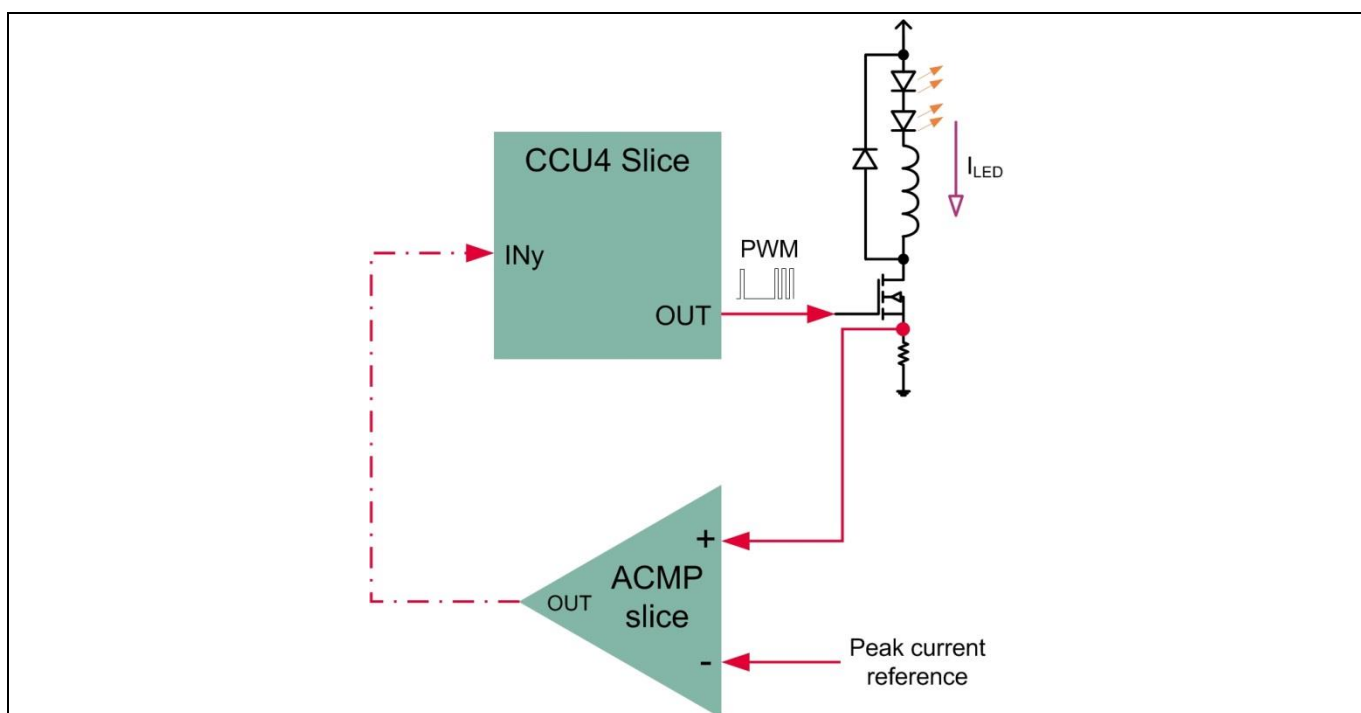 CCU4 Slice
INy
OUT
PWM
ILED
+
ACMP
slice
OUT
-
Peak current
reference